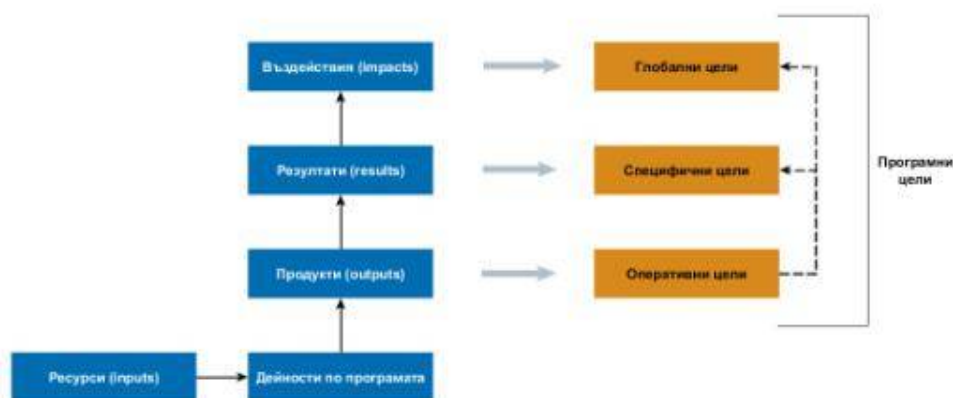 Въздействия (impacts)
Глобални цели
Резултати (results)
Специфични цели
Програмни
цели
Продукти (outputs)
Оперативни цели
Ресурси (inputs)
Дейности по програмата